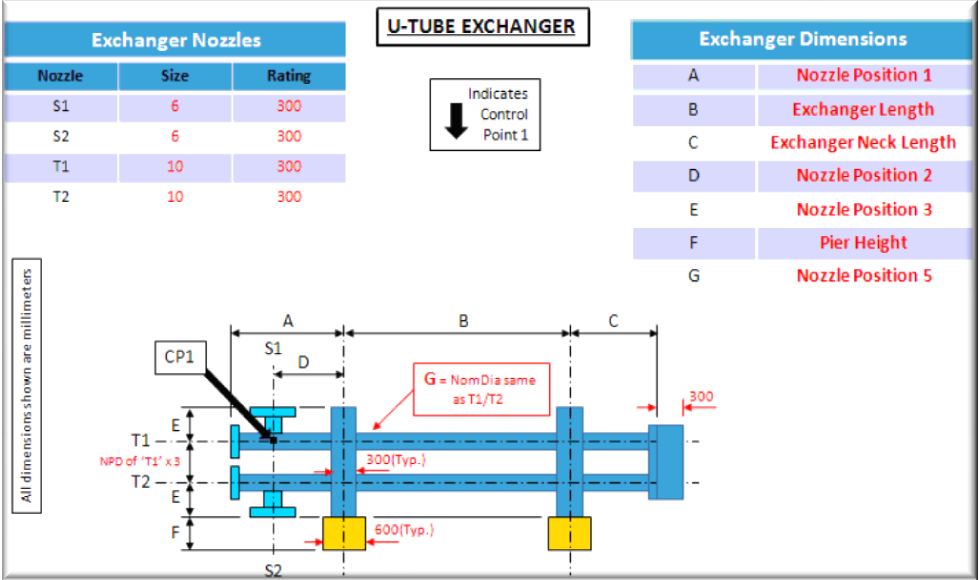 U-TUBE EXCHANGER
Exchanger Nozzles
Nozzle Size Rating
S1 6 300
S2 6 300
T1 10 300
T2 10 300
Indicates
Control
Point 1
Exchanger Dimensions
A Nozzle Position 1
B Exchanger Length
C Exchanger Neck Length
D Nozzle Position 2
E Nozzle Position 3
F Pier Height
G Nozzle Position 5
All dimensions shown are millimeters
A B C
S1
CP1
D
G = Nom Dia same
as T1/T2
300
E
T1
NPD of 'T1' x 3
300(Typ.)
T2
E
F
600(Typ.)
S2